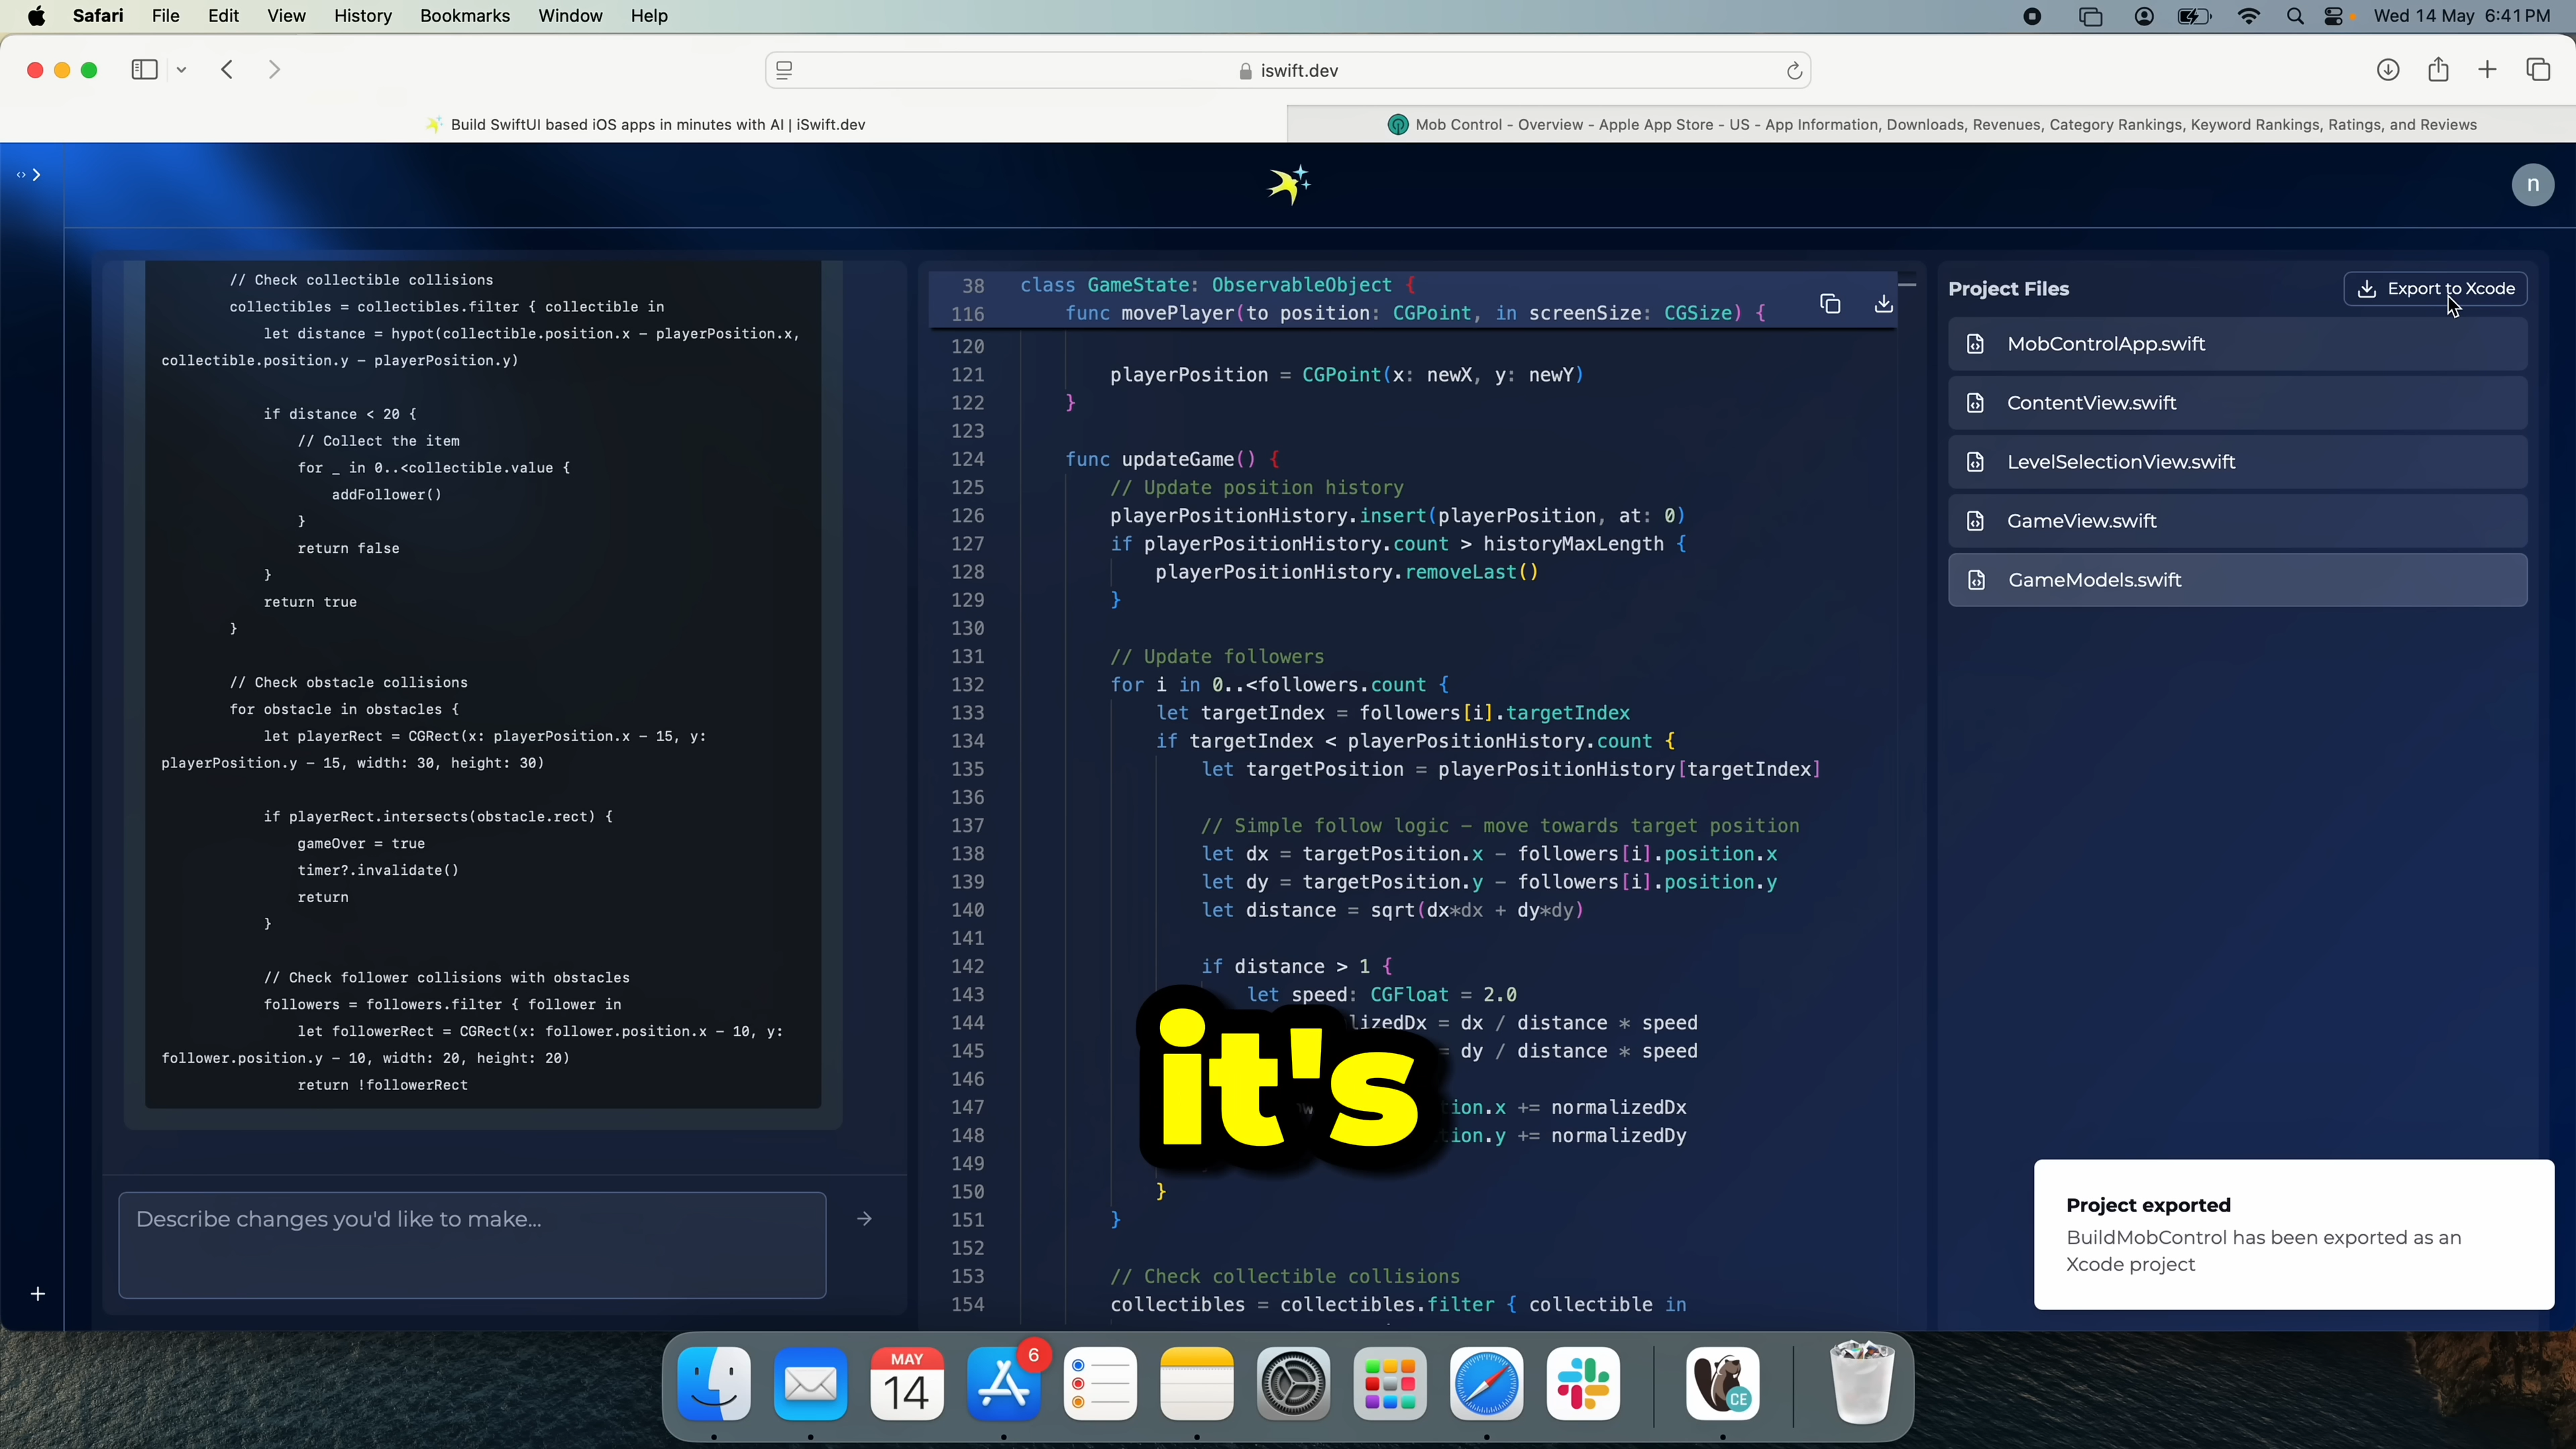 Safari File Edit View History Bookmarks Window Help
Wed 14 May 6:41 PM
iswift.dev
Build SwiftUI based iOS apps in minutes with AI | iSwift.dev
Mob Control - Overview - Apple App Store - US - App Information, Downloads, Revenues, Category Rankings, Keyword Rankings, Ratings, and Reviews
n
// Check collectible collisions
collectibles = collectibles.filter { collectible in
let distance = hypot(collectible.position.x - playerPosition.x,
collectible.position.y - playerPosition.y)
if distance < 20 {
// Collect the item
for _ in 0..<collectible.value {
addFollower()
}
return false
}
return true
}
// Check obstacle collisions
for obstacle in obstacles {
let playerRect = CGRect(x: playerPosition.x - 15, y:
playerPosition.y - 15, width: 30, height: 30)
if playerRect.intersects(obstacle.rect) {
gameOver = true
timer?.invalidate()
return
}
// Check follower collisions with obstacles
followers = followers.filter { follower in
let followerRect = CGRect(x: follower.position.x - 10, y:
follower.position.y - 10, width: 20, height: 20)
return !followerRect
Describe changes you'd like to make...
38 class GameState: ObservableObject {
116 func movePlayer(to position: CGPoint, in screenSize: CGSize) {
120
121 playerPosition = CGPoint(x: newX, y: newY)
122 }
123
124 func updateGame() {
125 // Update position history
126 playerPositionHistory.insert(playerPosition, at: 0)
127 if playerPositionHistory.count > historyMaxLength {
128 playerPositionHistory.removeLast()
129 }
130
131 // Update followers
132 for i in 0..<followers.count {
133 let targetIndex = followers[i].targetIndex
134 if targetIndex < playerPositionHistory.count {
135 let targetPosition = playerPositionHistory[targetIndex]
136
137 // Simple follow logic - move towards target position
138 let dx = targetPosition.x - followers[i].position.x
139 let dy = targetPosition.y - followers[i].position.y
140 let distance = sqrt(dx*dx + dy*dy)
141
142 if distance > 1 {
143 let speed: CGFloat = 2.0
144 lizedDx = dx / distance * speed
145 = dy / distance * speed
146
147 ion.x += normalizedDx
148 ion.y += normalizedDy
149
150 }
151 }
152
153 // Check collectible collisions
154 collectibles = collectibles.filter { collectible in
it's
Project Files
Export to Xcode
MobControlApp.swift
ContentView.swift
LevelSelectionView.swift
GameView.swift
GameModels.swift
Project exported
BuildMobControl has been exported as an
Xcode project
MAY
14
6
CE